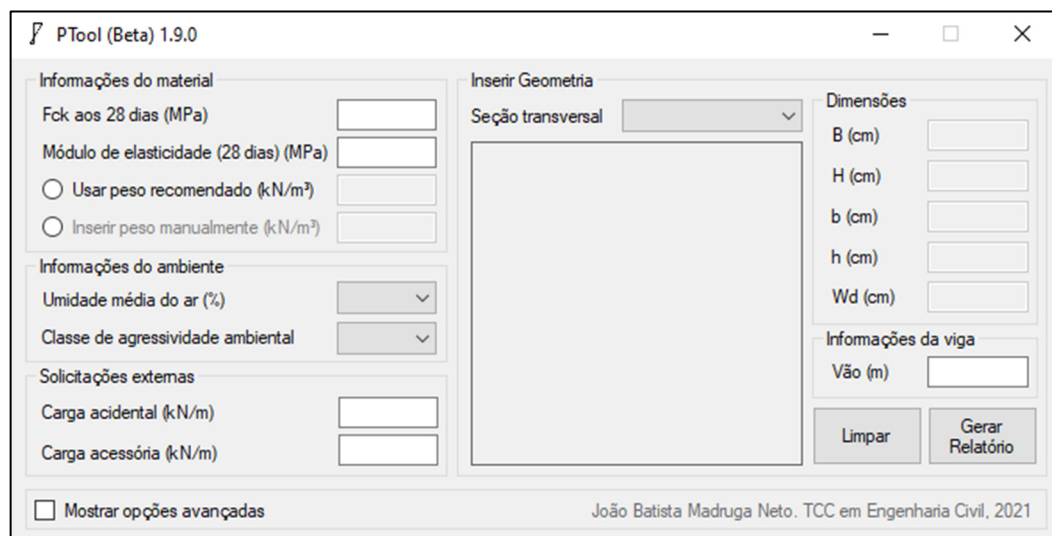 PTool (Beta) 1.9.0
Informações do material
Fck aos 28 dias (MPa)
Módulo de elasticidade (28 dias) (MPa)
Usar peso recomendado (kN/m³)
Inserir peso manualmente (kN/m³)
Informações do ambiente
Umidade média do ar (%)
Classe de agressividade ambiental
Solicitações externas
Carga acidental (kN/m)
Carga acessória (kN/m)
Inserir Geometria
Seção transversal
Dimensões
B (cm)
H (cm)
b (cm)
h (cm)
Wd (cm)
Informações da viga
Vão (m)
Limpar
Gerar
Relatório
Mostrar opções avançadas
João Batista Madruga Neto. TCC em Engenharia Civil, 2021